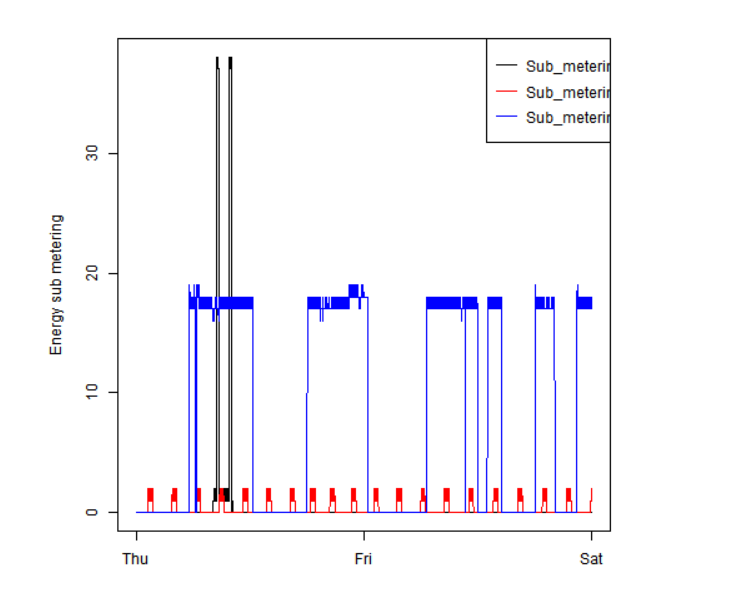 Sub_meterin
Sub_meterin
Sub_meterin
Energy sub metering
30
20
10
0
Thu Fri Sat